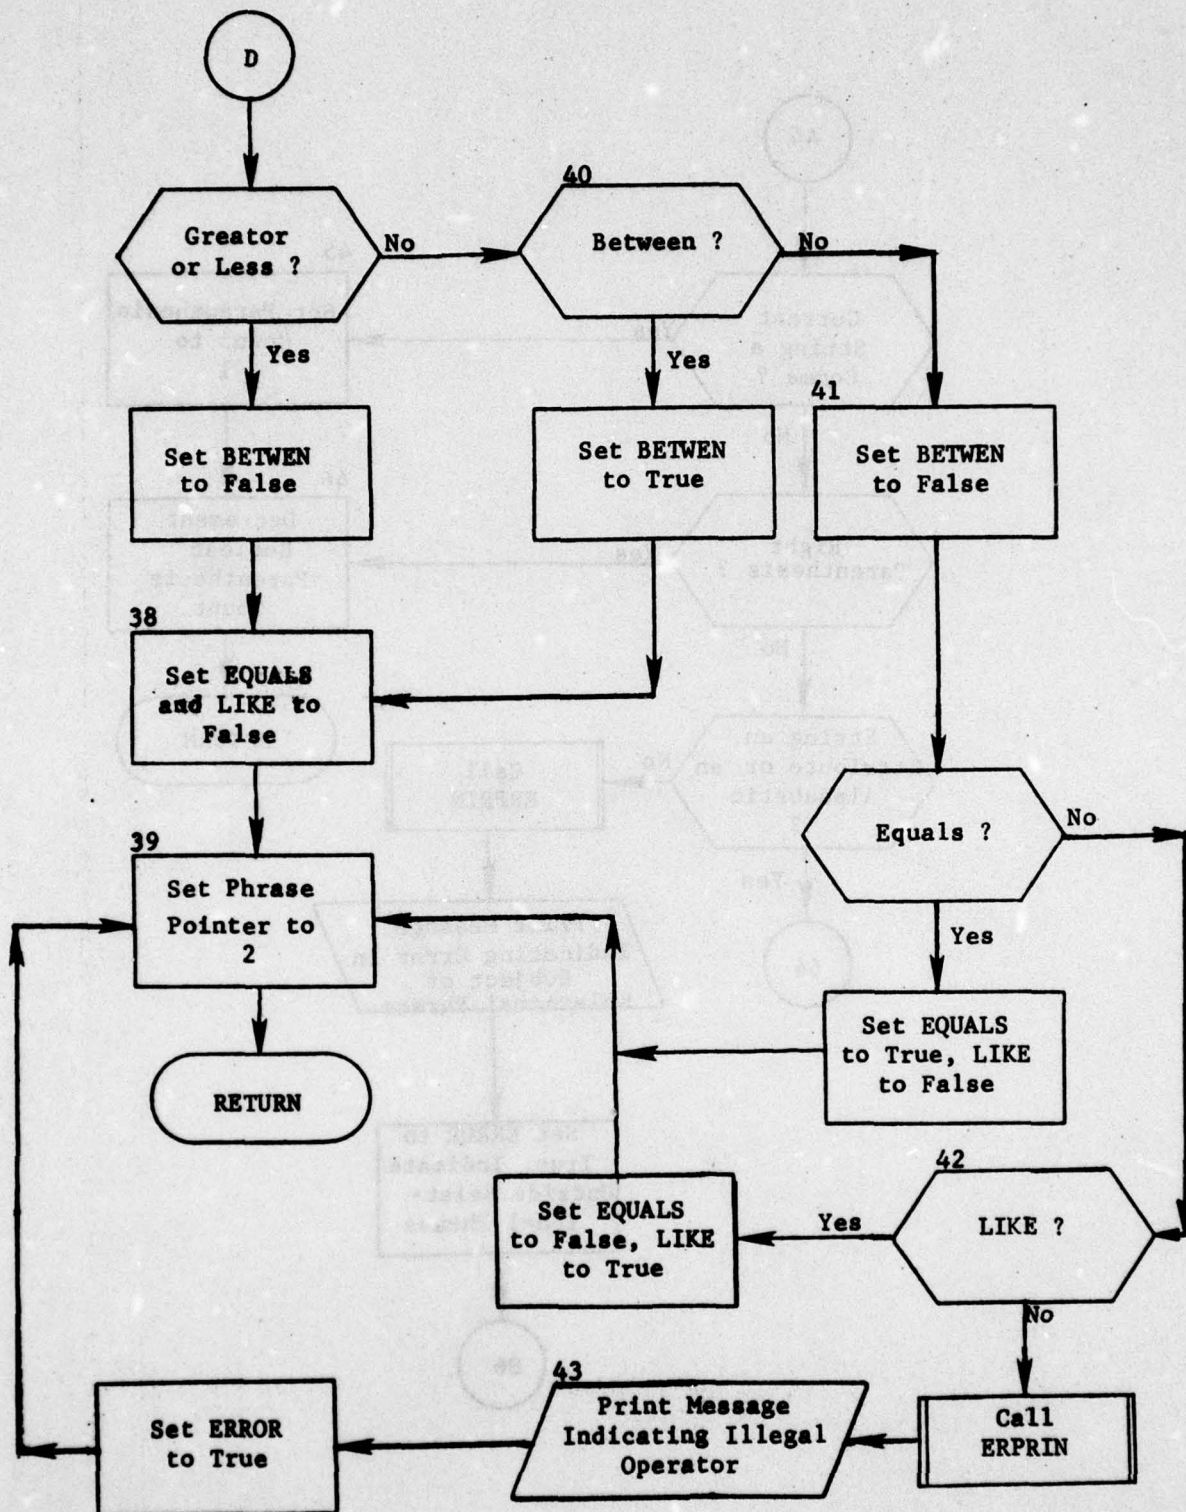 D
Greator
or Less ?
No
40
Between ?
No
Yes
Yes
41
Set BETWEN
to False
Set BETWEN
to True
Set BETWEN
to False
38
Set EQUALS
and LIKE to
False
Equals ?
No
39
Set Phrase
Pointer to
2
Yes
Set EQUALS
to True, LIKE
to False
RETURN
42
LIKE ?
Yes
Set EQUALS
to False, LIKE
to True
No
43
Print Message
Indicating Illegal
Operator
Call
ERPRIN
Set ERROR
to True